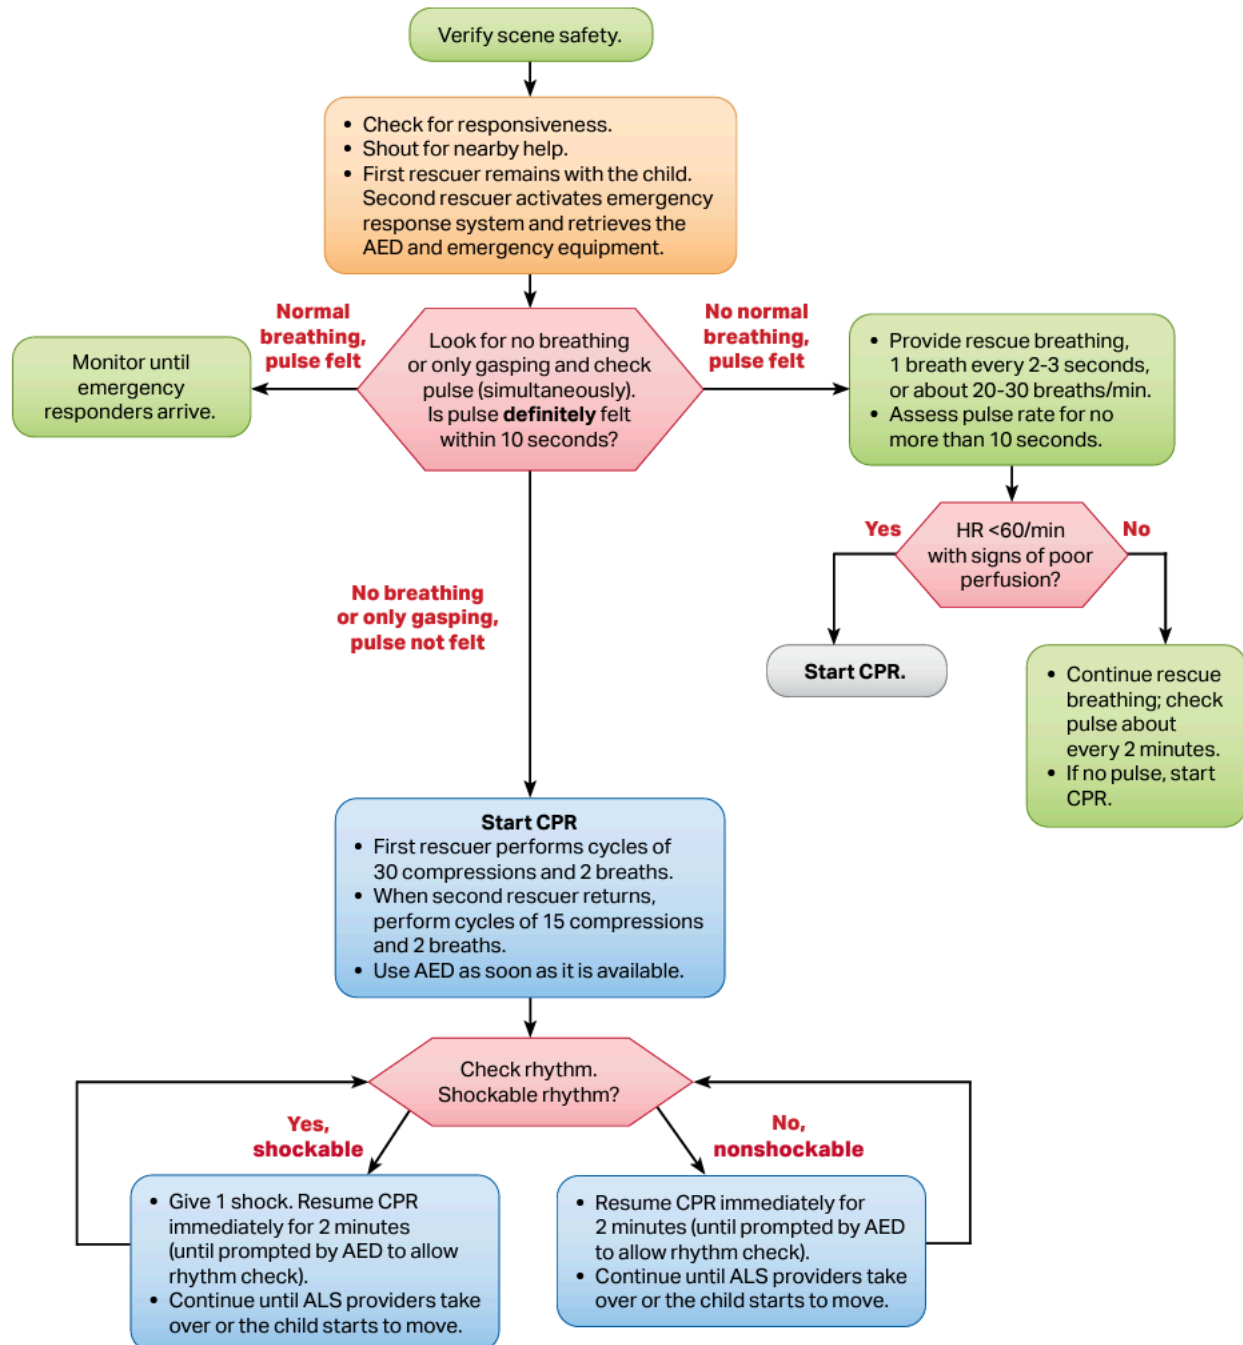 Verify scene safety.
• Check for responsiveness.
• Shout for nearby help.
• First rescuer remains with the child.
Second rescuer activates emergency
response system and retrieves the
AED and emergency equipment.
Normal
breathing,
pulse felt
No normal
breathing,
pulse felt
Monitor until
emergency
responders arrive.
Look for no breathing
or only gasping and check
pulse (simultaneously).
Is pulse definitely felt
within 10 seconds?
• Provide rescue breathing,
1 breath every 2-3 seconds,
or about 20-30 breaths/min.
• Assess pulse rate for no
more than 10 seconds.
Yes
HR <60/min
with signs of poor
perfusion?
No
No breathing
or only gasping,
pulse not felt
Start CPR.
• Continue rescue
breathing; check
pulse about
every 2 minutes.
• If no pulse, start
CPR.
Start CPR
• First rescuer performs cycles of
30 compressions and 2 breaths.
• When second rescuer returns,
perform cycles of 15 compressions
and 2 breaths.
• Use AED as soon as it is available.
Check rhythm.
Shockable rhythm?
Yes,
shockable
No,
nonshockable
• Give 1 shock. Resume CPR
immediately for 2 minutes
(until prompted by AED to allow
rhythm check).
• Continue until ALS providers take
over or the child starts to move.
• Resume CPR immediately for
2 minutes (until prompted by AED
to allow rhythm check).
• Continue until ALS providers take
over or the child starts to move.